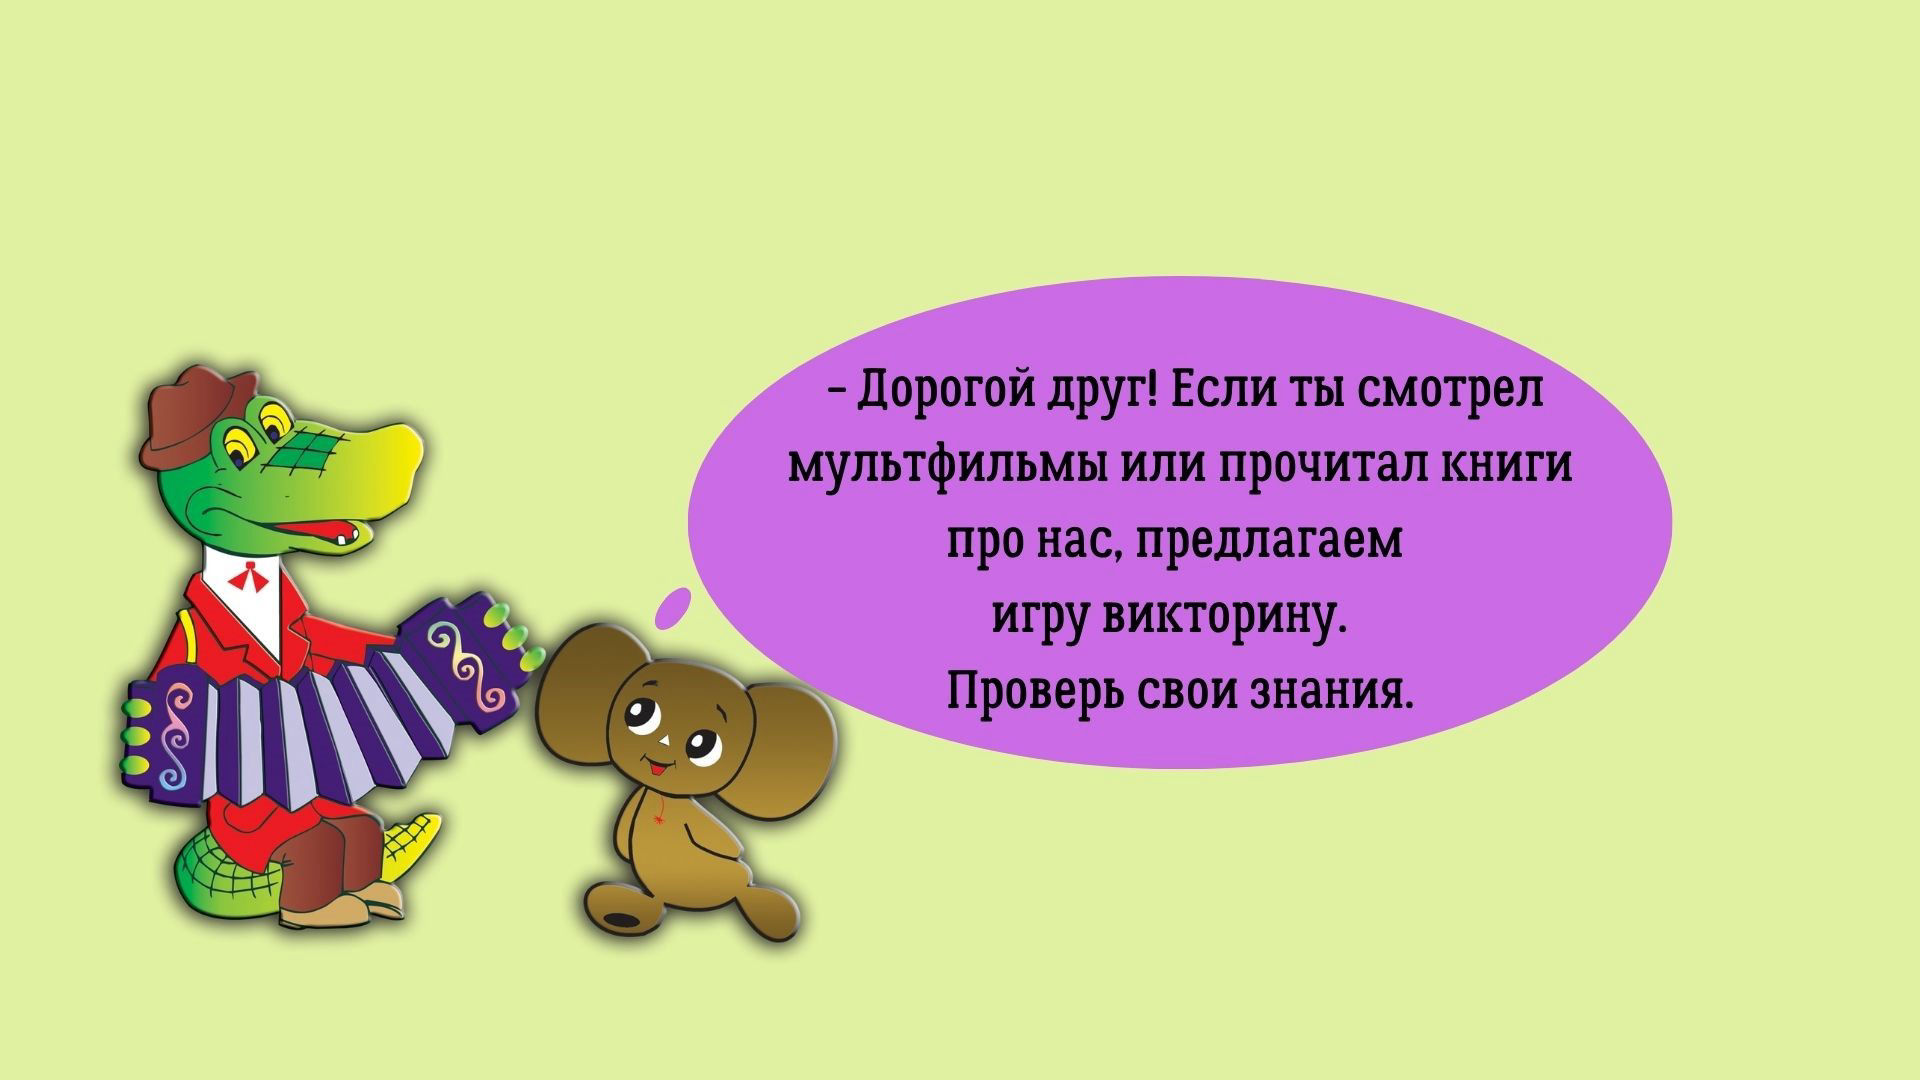 – Дорогой друг! Если ты смотрел
мультфильмы или прочитал книги
про нас, предлагаем
игру викторину.
Проверь свои знания.